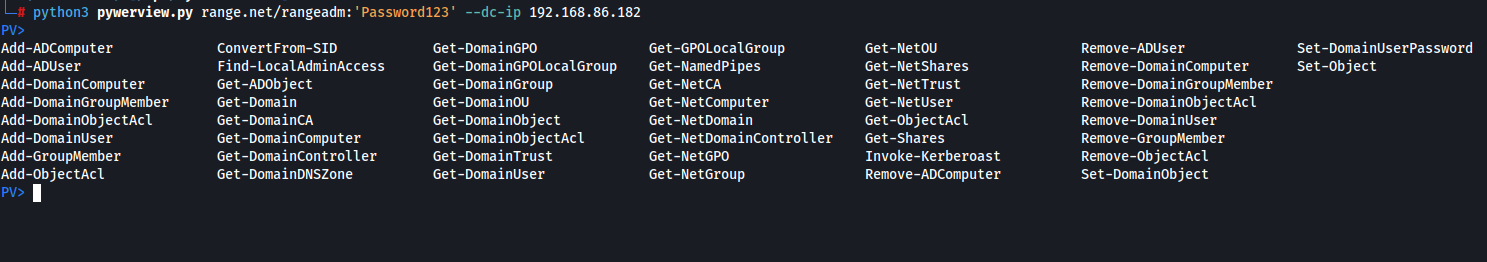 └─# python3 pywerview.py range.net/rangeadm:'Password123' --dc-ip 192.168.86.182
PV>
Add-ADComputer ConvertFrom-SID Get-DomainGPO Get-GPOLocalGroup Get-NetOU Remove-ADUser Set-DomainUserPassword
Add-ADUser Find-LocalAdminAccess Get-DomainGPOLocalGroup Get-NamedPipes Get-NetShares Remove-DomainComputer Set-Object
Add-DomainComputer Get-ADObject Get-DomainGroup Get-NetCA Get-NetTrust Remove-DomainGroupMember
Add-DomainGroupMember Get-Domain Get-DomainOU Get-NetComputer Get-NetUser Remove-DomainObjectAcl
Add-DomainObjectAcl Get-DomainCA Get-DomainObject Get-NetDomain Get-ObjectAcl Remove-DomainUser
Add-DomainUser Get-DomainComputer Get-DomainObjectAcl Get-NetDomainController Get-Shares Remove-GroupMember
Add-GroupMember Get-DomainController Get-DomainTrust Get-NetGPO Invoke-Kerberoast Remove-ObjectAcl
Add-ObjectAcl Get-DomainDNSZone Get-DomainUser Get-NetGroup Remove-ADComputer Set-DomainObject
PV>